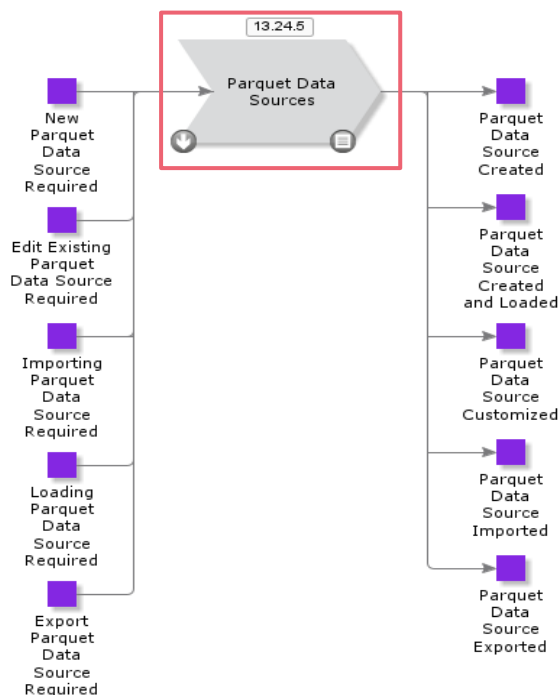 13.24.5
Parquet Data
Sources
New
Parquet
Data
Source
Required
Edit Existing
Parquet
Data Source
Required
Importing
Parquet
Data
Source
Required
Loading
Parquet
Data
Source
Required
Export
Parquet
Data
Source
Required
Parquet
Data
Source
Created
Parquet
Data
Source
Created
and Loaded
Parquet
Data
Source
Customized
Parquet
Data
Source
Imported
Parquet
Data
Source
Exported